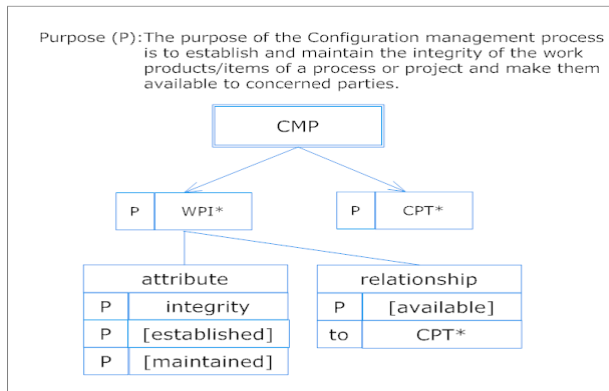 Purpose (P):The purpose of the Configuration management process
is to establish and maintain the integrity of the work
products/items of a process or project and make them
available to concerned parties.
CMP
P WPI* P CPT*
attribute relationship
P integrity P [available]
P [established] to CPT*
P [maintained]